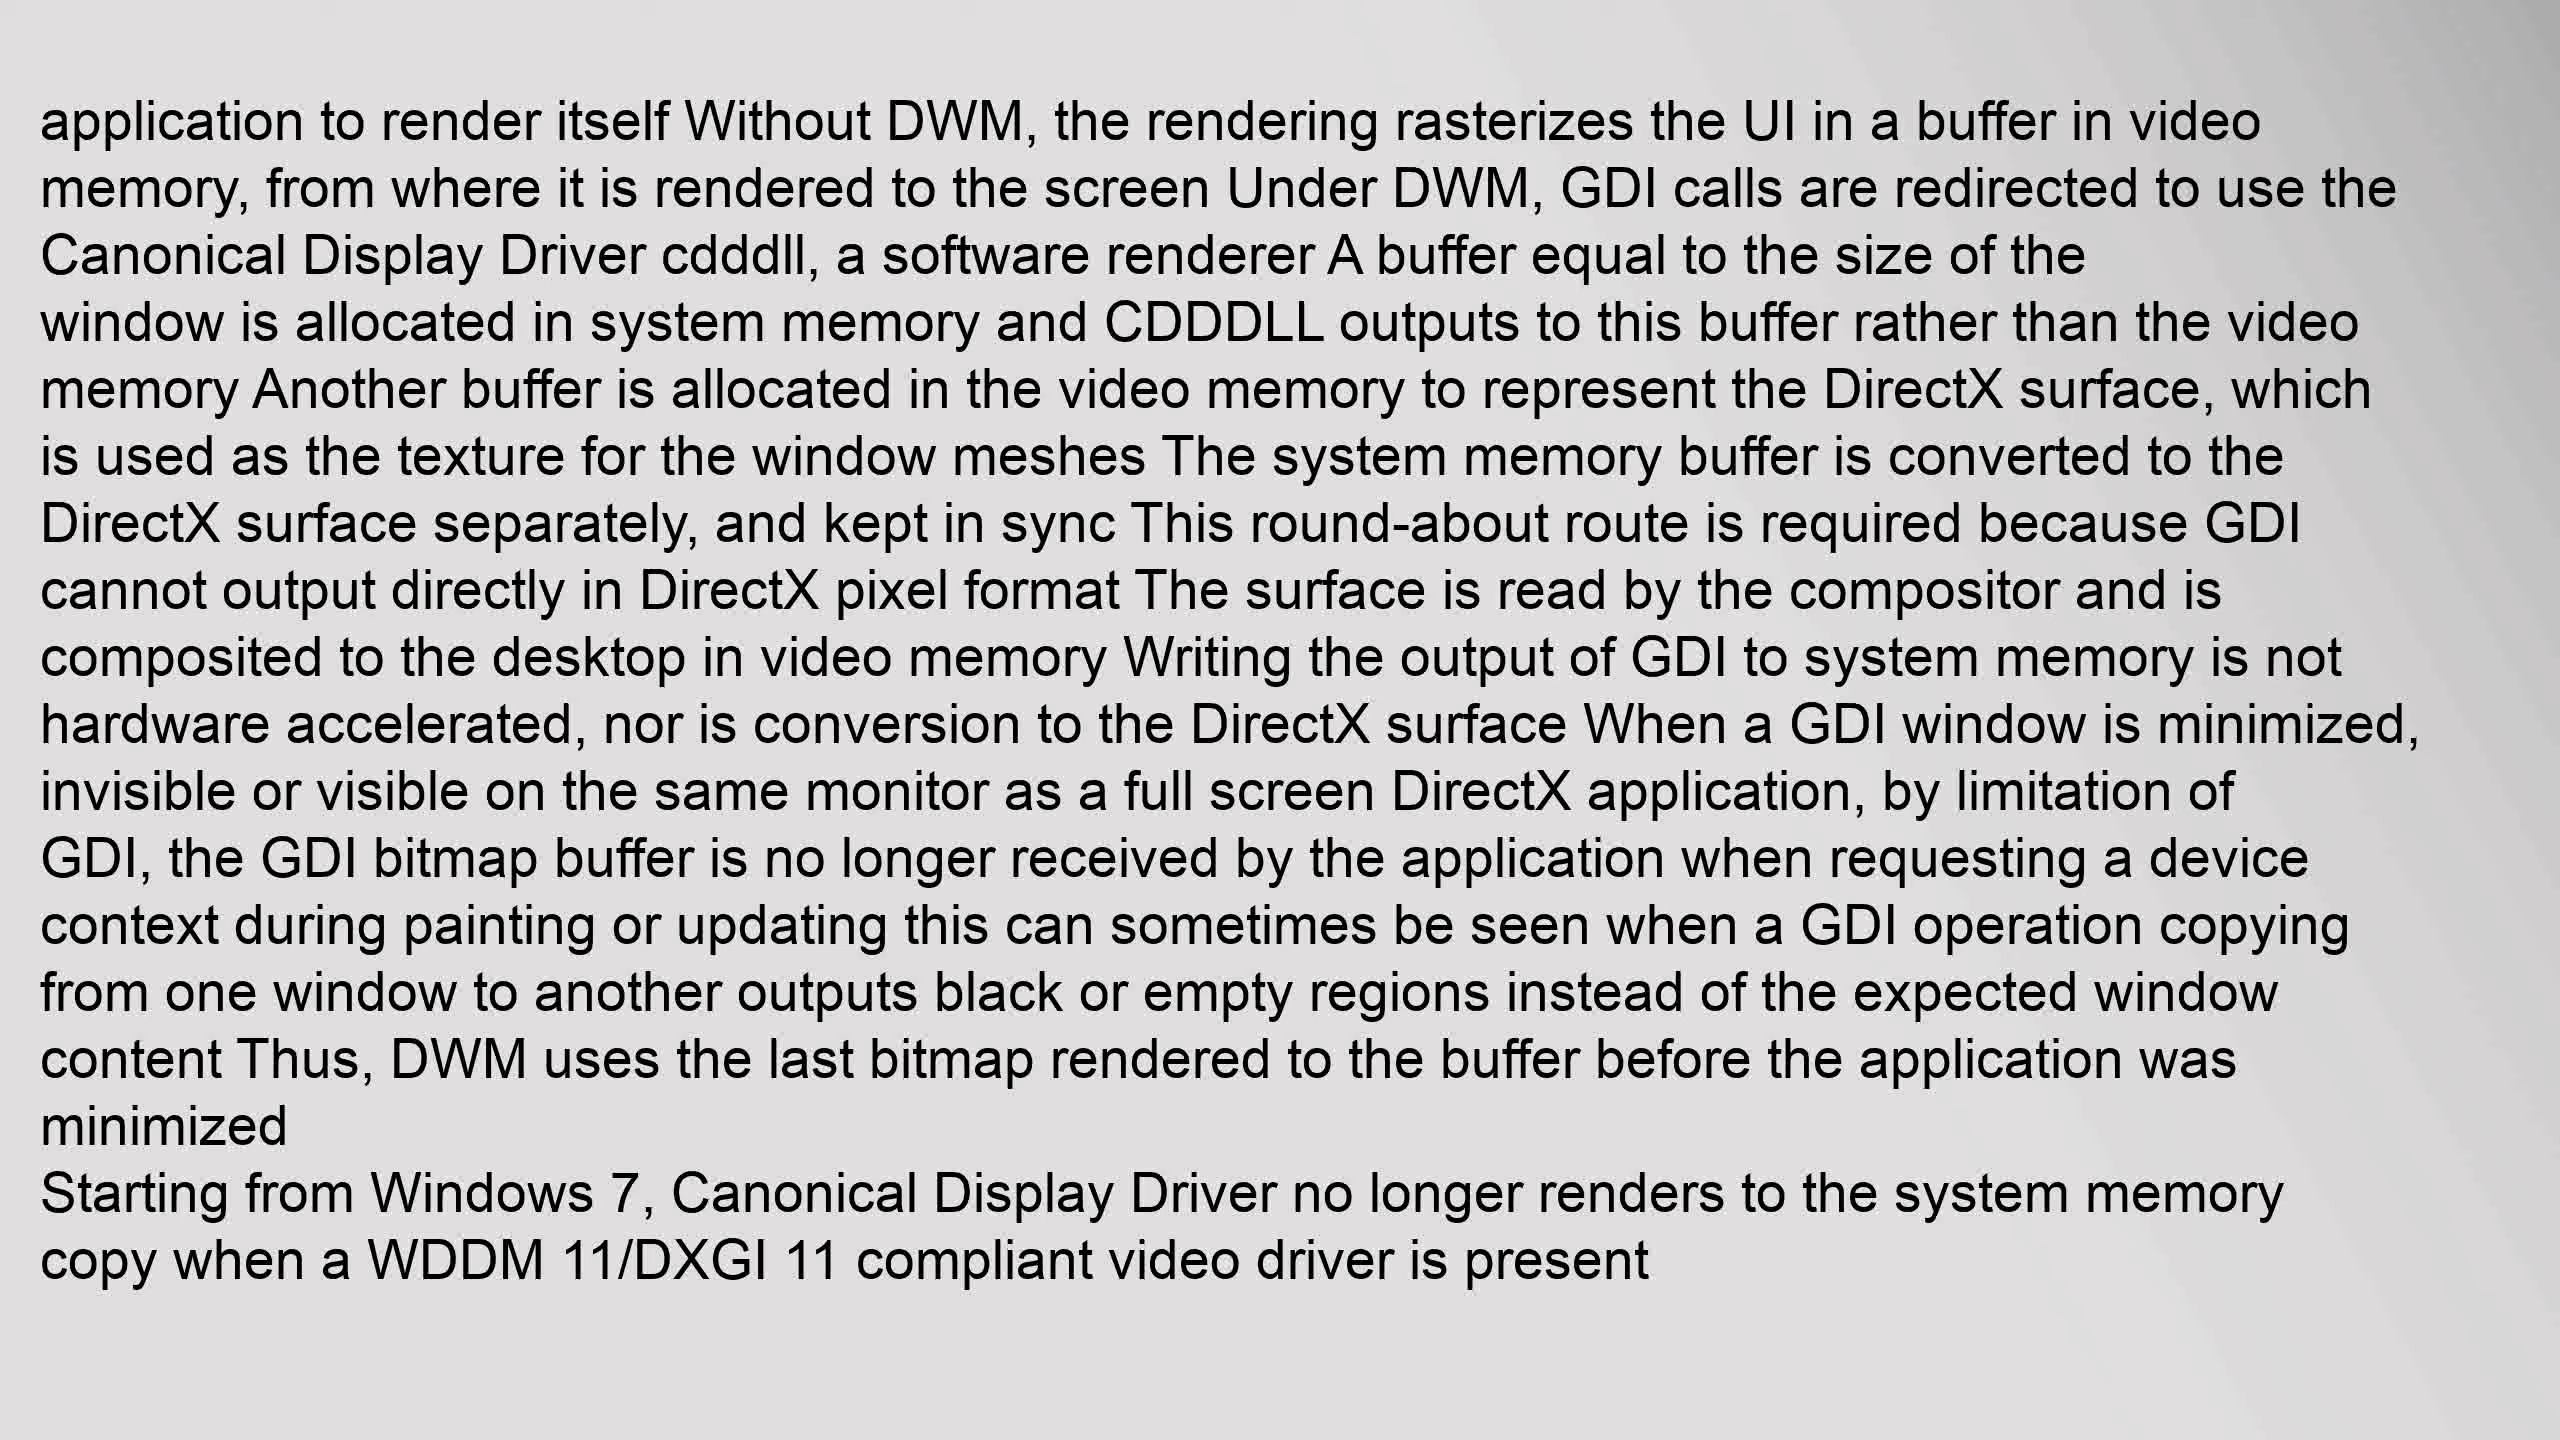 application to render itself Without DWM, the rendering rasterizes the UI in a buffer in video
memory, from where it is rendered to the screen Under DWM, GDI calls are redirected to use the
Canonical Display Driver cdddll, a software renderer A buffer equal to the size of the
window is allocated in system memory and CDDDLL outputs to this buffer rather than the video
memory Another buffer is allocated in the video memory to represent the DirectX surface, which
is used as the texture for the window meshes The system memory buffer is converted to the
DirectX surface separately, and kept in sync This round-about route is required because GDI
cannot output directly in DirectX pixel format The surface is read by the compositor and is
composited to the desktop in video memory Writing the output of GDI to system memory is not
hardware accelerated, nor is conversion to the DirectX surface When a GDI window is minimized,
invisible or visible on the same monitor as a full screen DirectX application, by limitation of
GDI, the GDI bitmap buffer is no longer received by the application when requesting a device
context during painting or updating this can sometimes be seen when a GDI operation copying
from one window to another outputs black or empty regions instead of the expected window
content Thus, DWM uses the last bitmap rendered to the buffer before the application was
minimized
Starting from Windows 7, Canonical Display Driver no longer renders to the system memory
copy when a WDDM 11/DXGI 11 compliant video driver is present